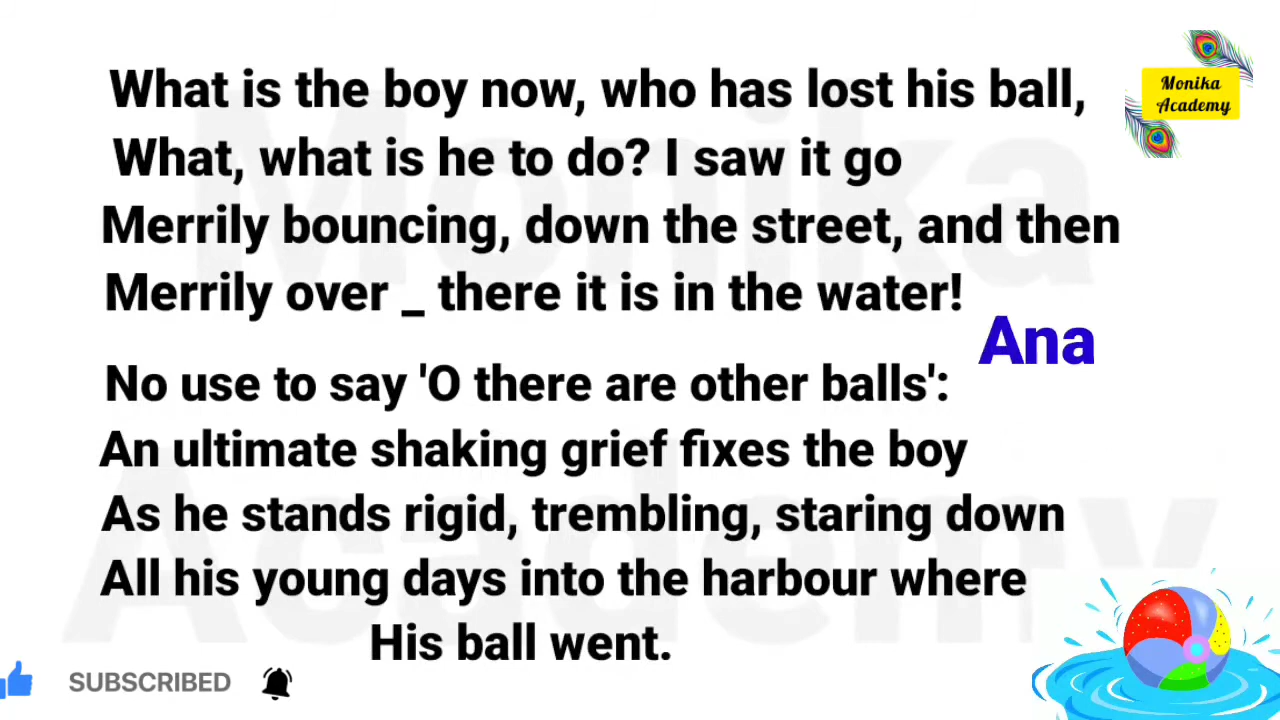 What is the boy now, who has lost his ball,
What, what is he to do? I saw it go
Merrily bouncing, down the street, and then
Merrily over _ there it is in the water!
Ana
No use to say 'O there are other balls':
An ultimate shaking grief fixes the boy
As he stands rigid, trembling, staring down
All his young days into the harbour where
His ball went.
SUBSCRIBED
Monika
Academy
Monika
Academy